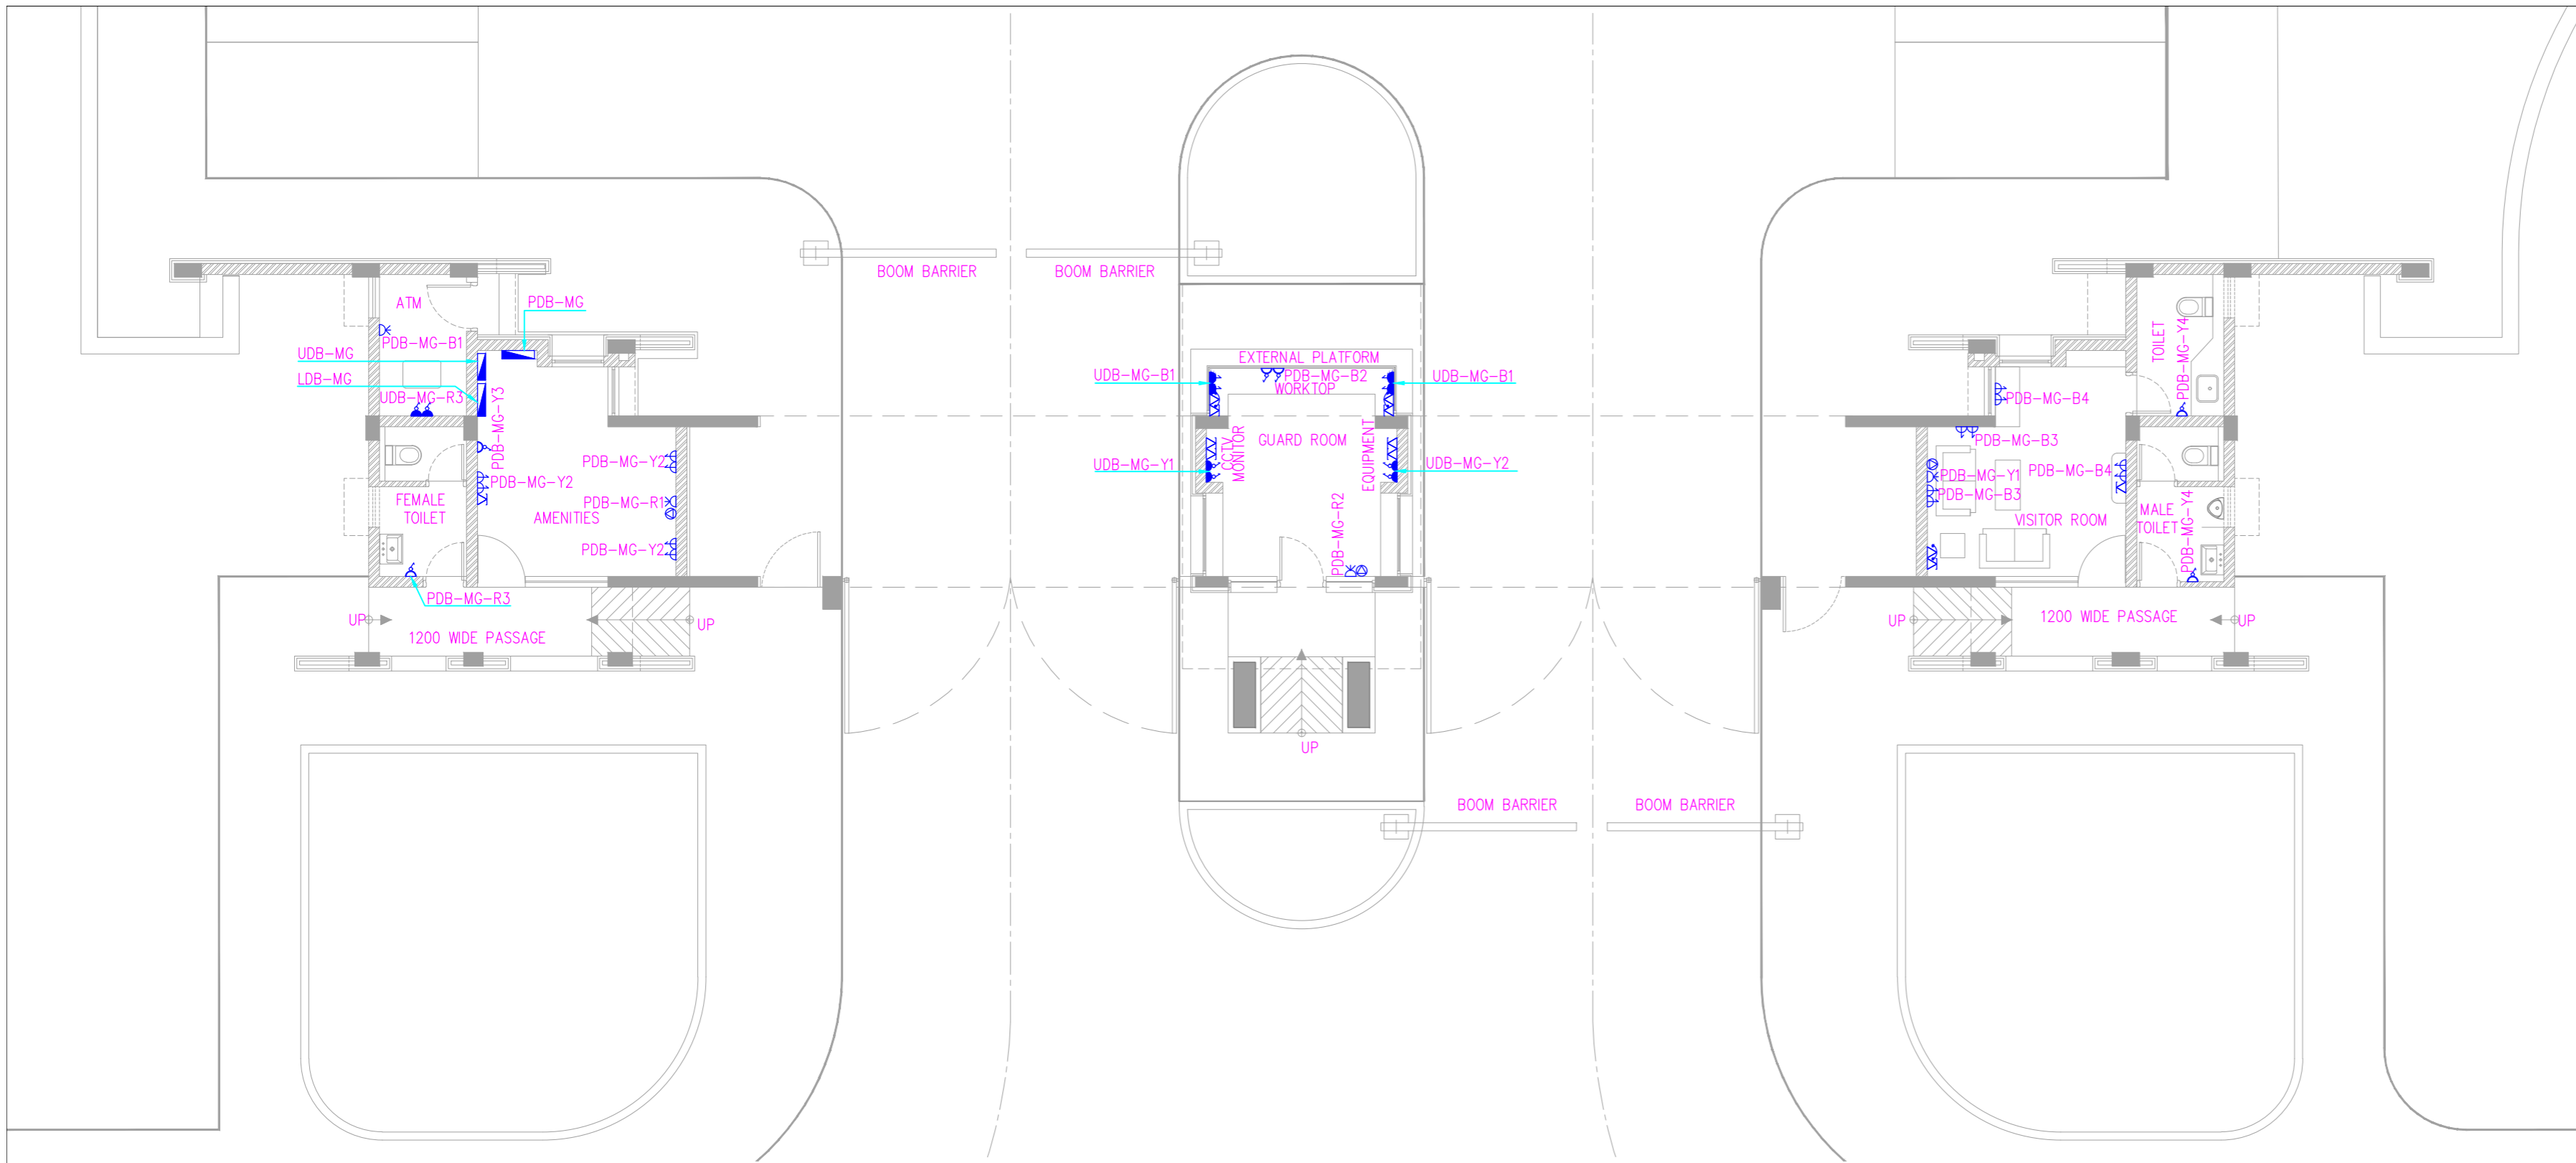 BOOM BARRIER
BOOM BARRIER
ATM
PDB-MG
PDB-MG-B1
UDB-MG
LDB-MG
UDB-MG-R3
PDB-MG-Y3
PDB-MG-Y2
PDB-MG-Y2
PDB-MG-R1
AMENITIES
PDB-MG-Y2
FEMALE
TOILET
PDB-MG-R3
UP
1200 WIDE PASSAGE
UP
EXTERNAL PLATFORM
PDB-MG-B2
WORKTOP
UDB-MG-B1
UDB-MG-B1
GUARD ROOM
CCTV
MONITOR
EQUIPMENT
UDB-MG-Y1
UDB-MG-Y2
PDB-MG-R2
UP
BOOM BARRIER
BOOM BARRIER
TOILET
PDB-MG-Y4
PDB-MG-B4
PDB-MG-B3
PDB-MG-Y1
PDB-MG-B4
PDB-MG-B3
VISITOR ROOM
MALE
TOILET
PDB-MG-Y4
UP
1200 WIDE PASSAGE
UP